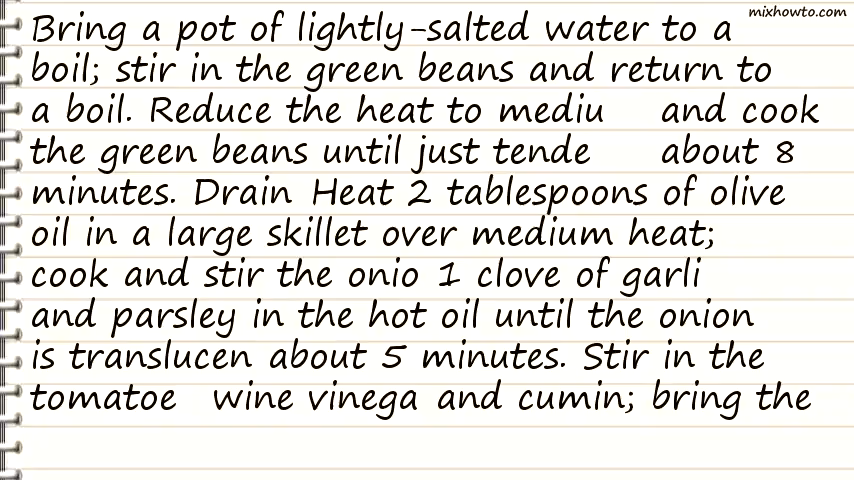 mixhowto.com
Bring a pot of lightly-salted water to a
boil; stir in the green beans and return to
a boil. Reduce the heat to mediu and cook
the green beans until just tende about 8
minutes. Drain Heat 2 tablespoons of olive
oil in a large skillet over medium heat;
cook and stir the onio 1 clove of garli
and parsley in the hot oil until the onion
is translucen about 5 minutes. Stir in the
tomatoe wine vinega and cumin; bring the